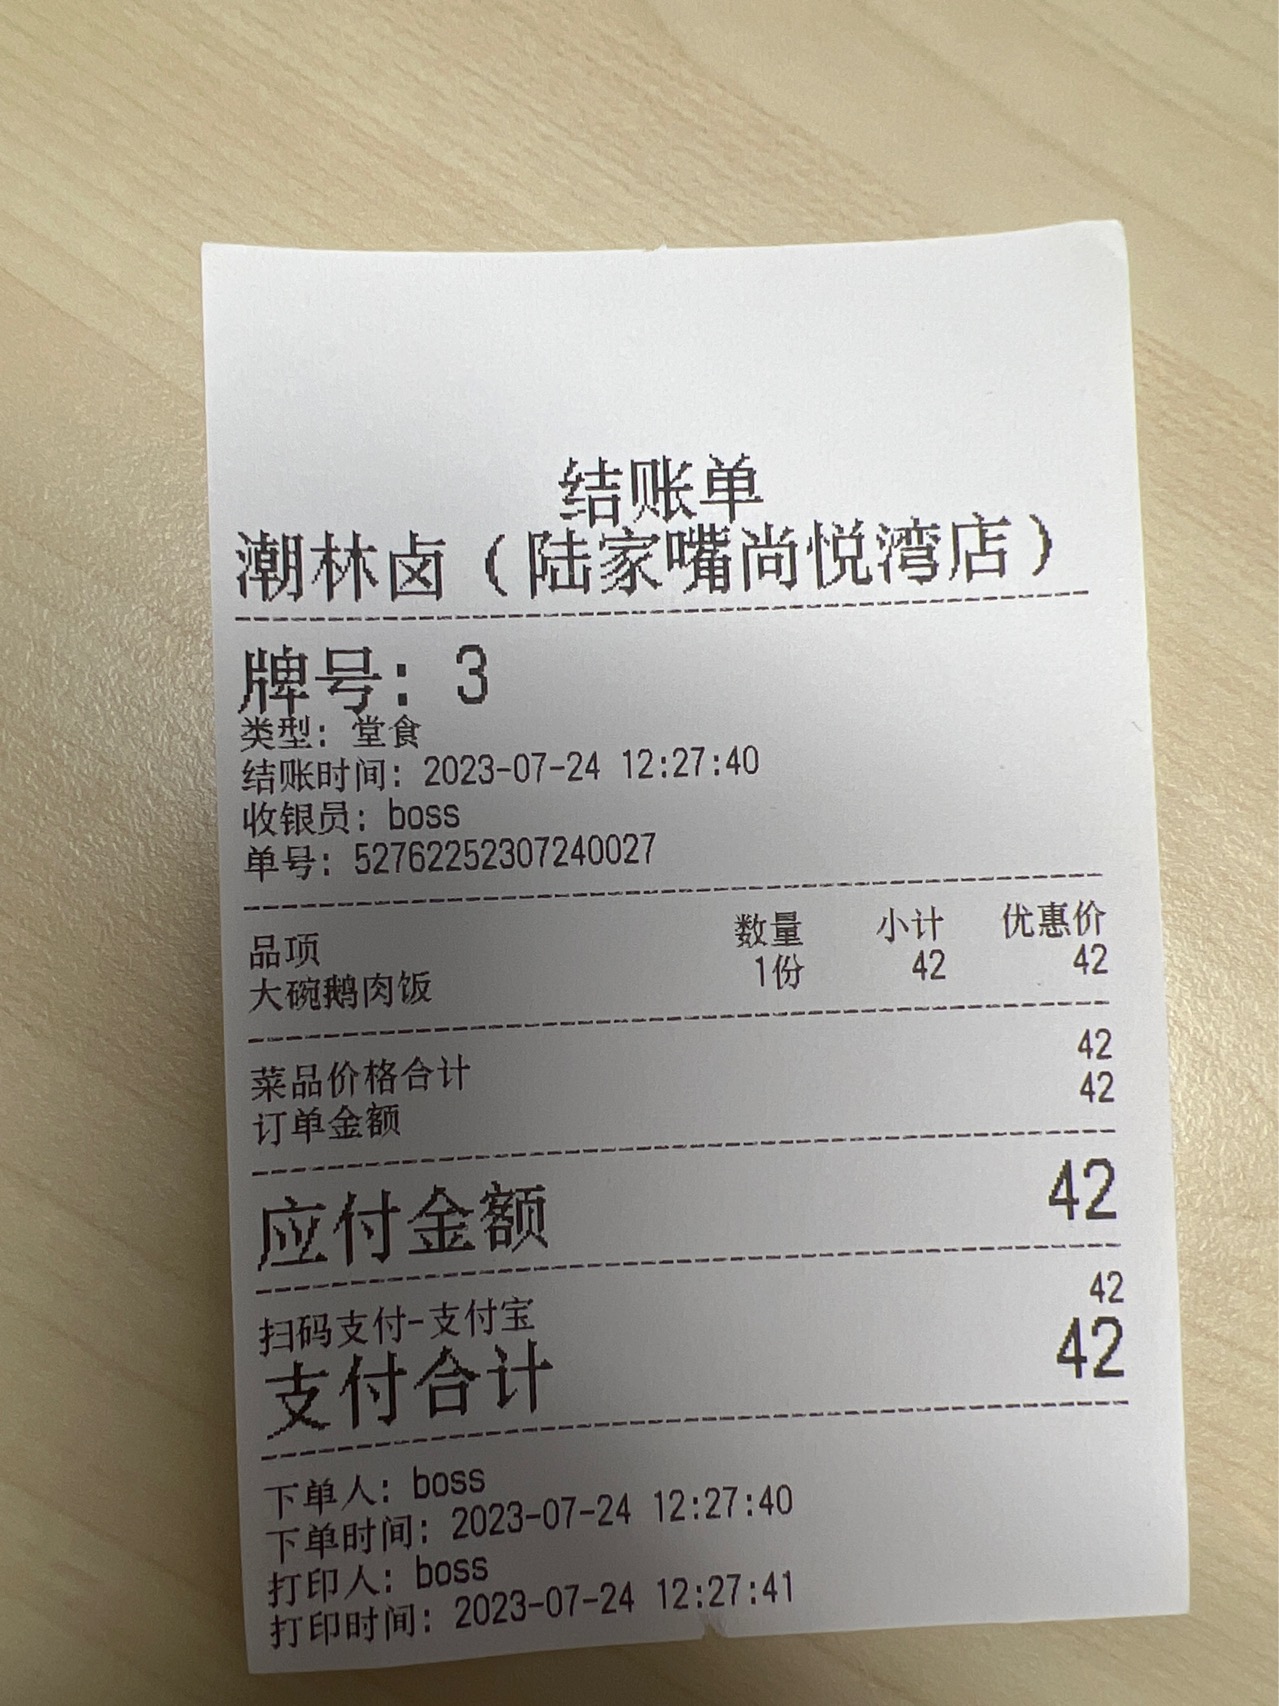 结账单
潮林卤（陆家嘴尚悦湾店）
牌号: 3
类型: 堂食
结账时间: 2023-07-24 12:27:40
收银员: boss
单号: 52762252307240027
品项 数量 小计 优惠价
大碗鹅肉饭 1份 42 42
菜品价格合计 42
订单金额 42
应付金额 42
扫码支付-支付宝 42
支付合计 42
下单人: boss
下单时间: 2023-07-24 12:27:40
打印人: boss
打印时间: 2023-07-24 12:27:41